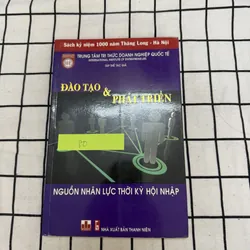 Sách kỷ niệm 1000 năm Thăng Long - Hà Nội
TRUNG TÂM TRI THỨC DOANH NGHIỆP QUỐC TẾ
INTERNATIONAL INSTITUTE OF ENTREPRENEURS
ĐÀO TẠO
& PHÁT TRIỂN
NGUỒN NHÂN LỰC THỜI KỲ HỘI NHẬP
NHÀ XUẤT BẢN THANH NIÊN